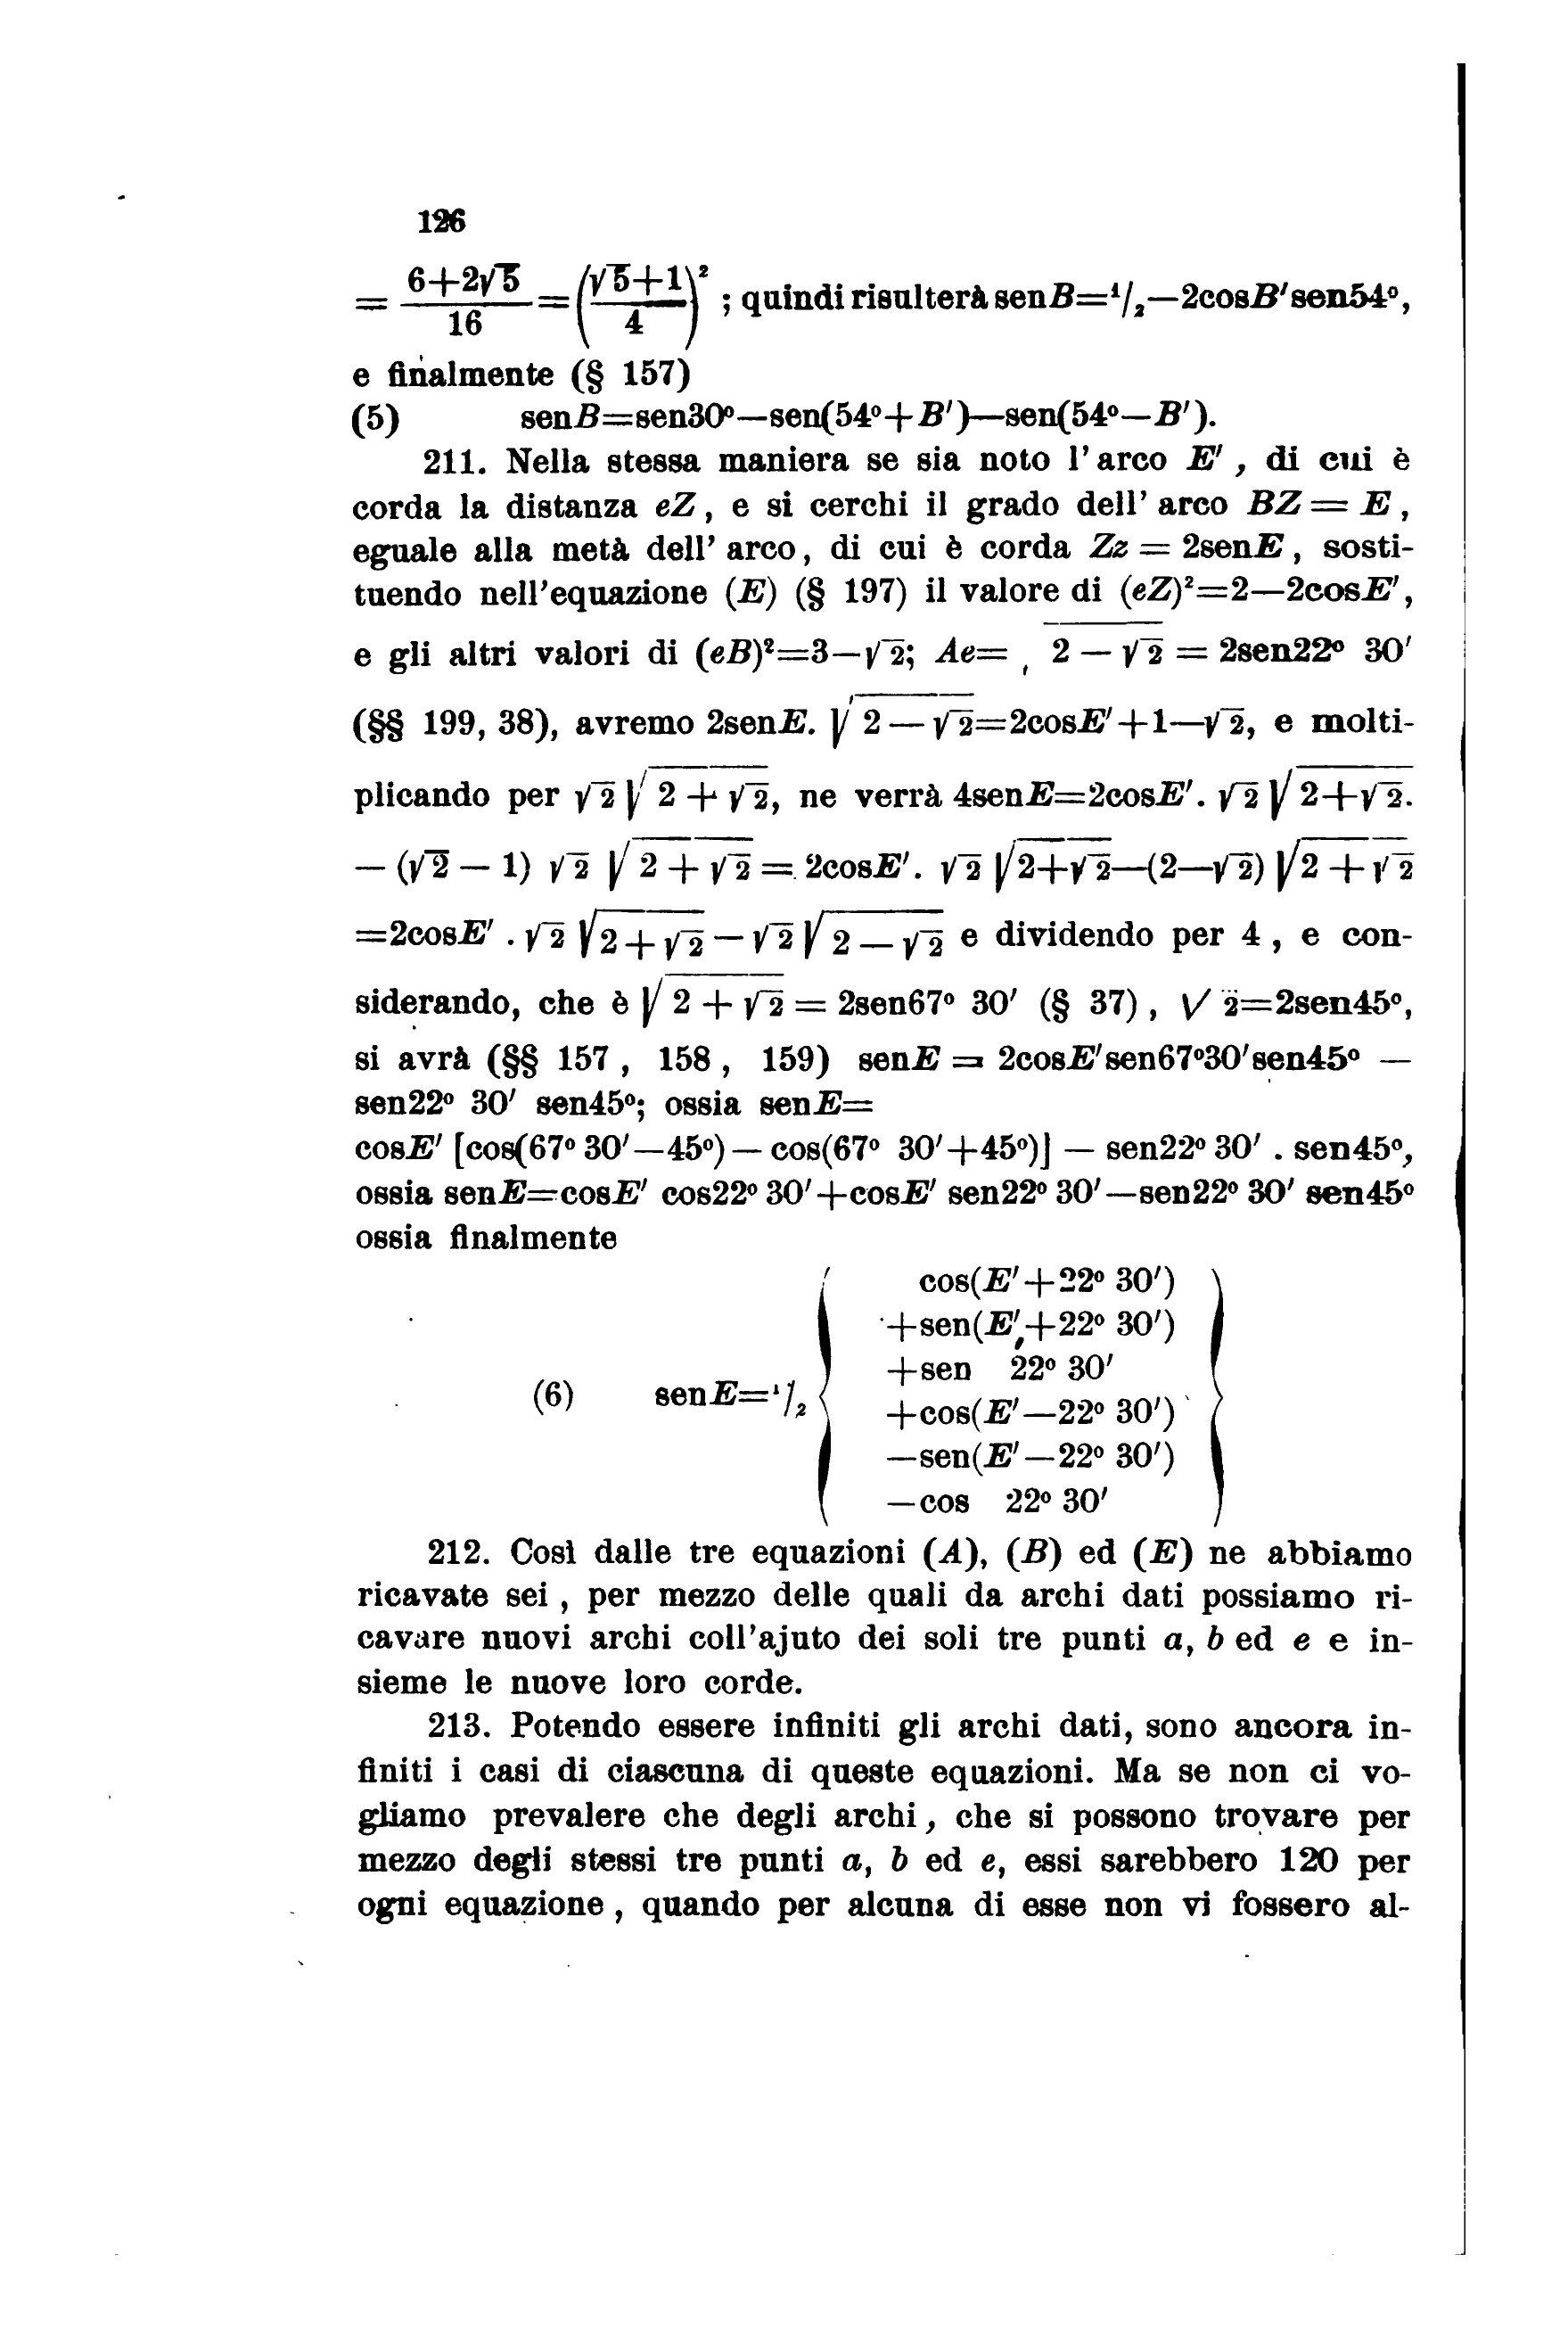 126
= (6+2√5)/16 = ((√5+1)/4)² ; quindi risulterà senB=¹/₂—2cosB′sen54°,
e finalmente (§ 157)
(5) senB=sen30°—sen(54°+B′)—sen(54°—B′).
211. Nella stessa maniera se sia noto l’ arco E′ , di cui è
corda la distanza eZ, e si cerchi il grado dell’ arco BZ = E ,
eguale alla metà dell’ arco, di cui è corda Zz = 2senE , sosti-
tuendo nell’equazione (E) (§ 197) il valore di (eZ)²=2—2cosE′,
e gli altri valori di (eB)²=3—√2; Ae= √(2 — √2) = 2sen22° 30′
(§§ 199, 38), avremo 2senE. √(2 — √2)=2cosE′+1—√2, e molti-
plicando per √2 √(2 + √2), ne verrà 4senE=2cosE′. √2 √(2+√2).
— (√2 — 1) √2 √(2 + √2) = 2cosE′. √2 √(2+√2)—(2—√2) √(2 + √2)
=2cosE′ . √2 √(2 + √2) — √2 √(2 — √2) e dividendo per 4 , e con-
siderando, che è √(2 + √2) = 2sen67° 30′ (§ 37) , √2=2sen45°,
si avrà (§§ 157 , 158 , 159) senE = 2cosE′sen67°30′sen45° —
sen22° 30′ sen45°; ossia senE=
cosE′ [cos(67° 30′—45°) — cos(67° 30′+45°)] — sen22° 30′ . sen45°,
ossia senE=cosE′ cos22° 30′+cosE′ sen22° 30′—sen22° 30′ sen45°
ossia finalmente
cos(E′+22° 30′)
+sen(E′+22° 30′)
+sen 22° 30′
(6) senE=¹/₂
+cos(E′—22° 30′)
—sen(E′—22° 30′)
—cos 22° 30′
212. Così dalle tre equazioni (A), (B) ed (E) ne abbiamo
ricavate sei , per mezzo delle quali da archi dati possiamo ri-
cavare nuovi archi coll’ajuto dei soli tre punti a, b ed e e in-
sieme le nuove loro corde.
213. Potendo essere infiniti gli archi dati, sono ancora in-
finiti i casi di ciascuna di queste equazioni. Ma se non ci vo-
gliamo prevalere che degli archi , che si possono trovare per
mezzo degli stessi tre punti a, b ed e, essi sarebbero 120 per
ogni equazione , quando per alcuna di esse non vi fossero al-